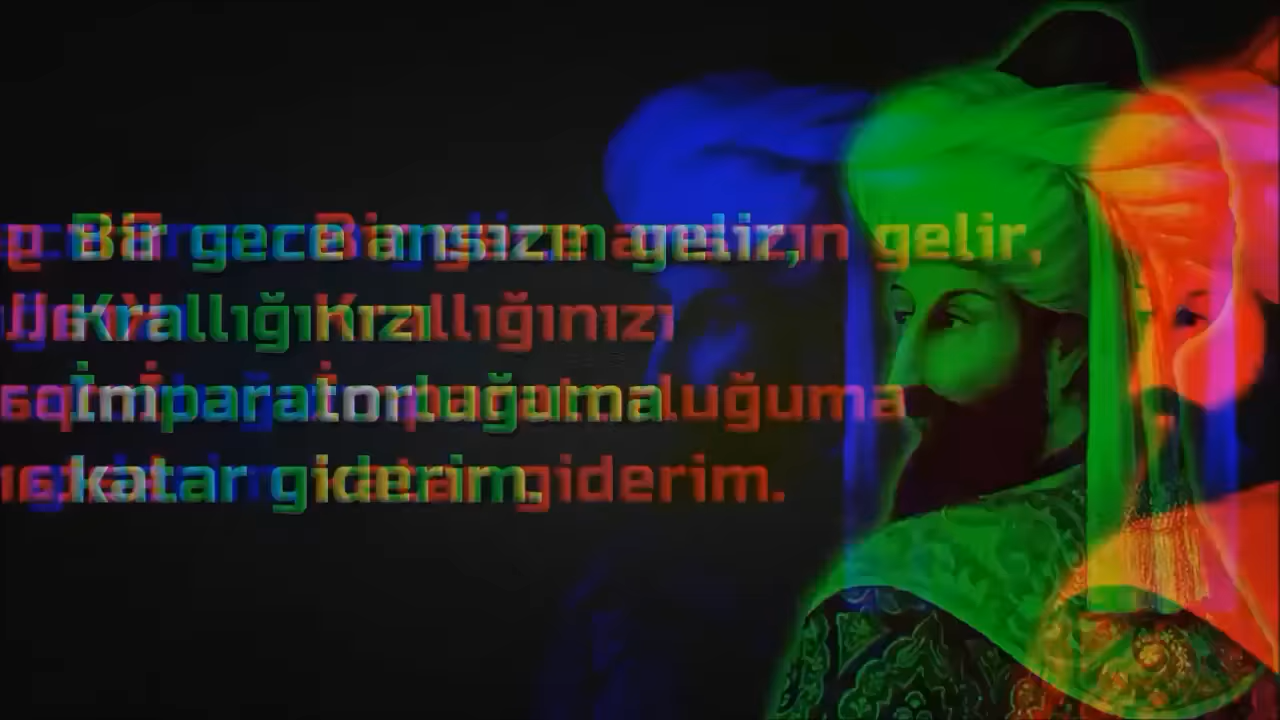 Bir gece ansızın gelir,
Krallığınızı
İmparatorluğuma
katar giderim.